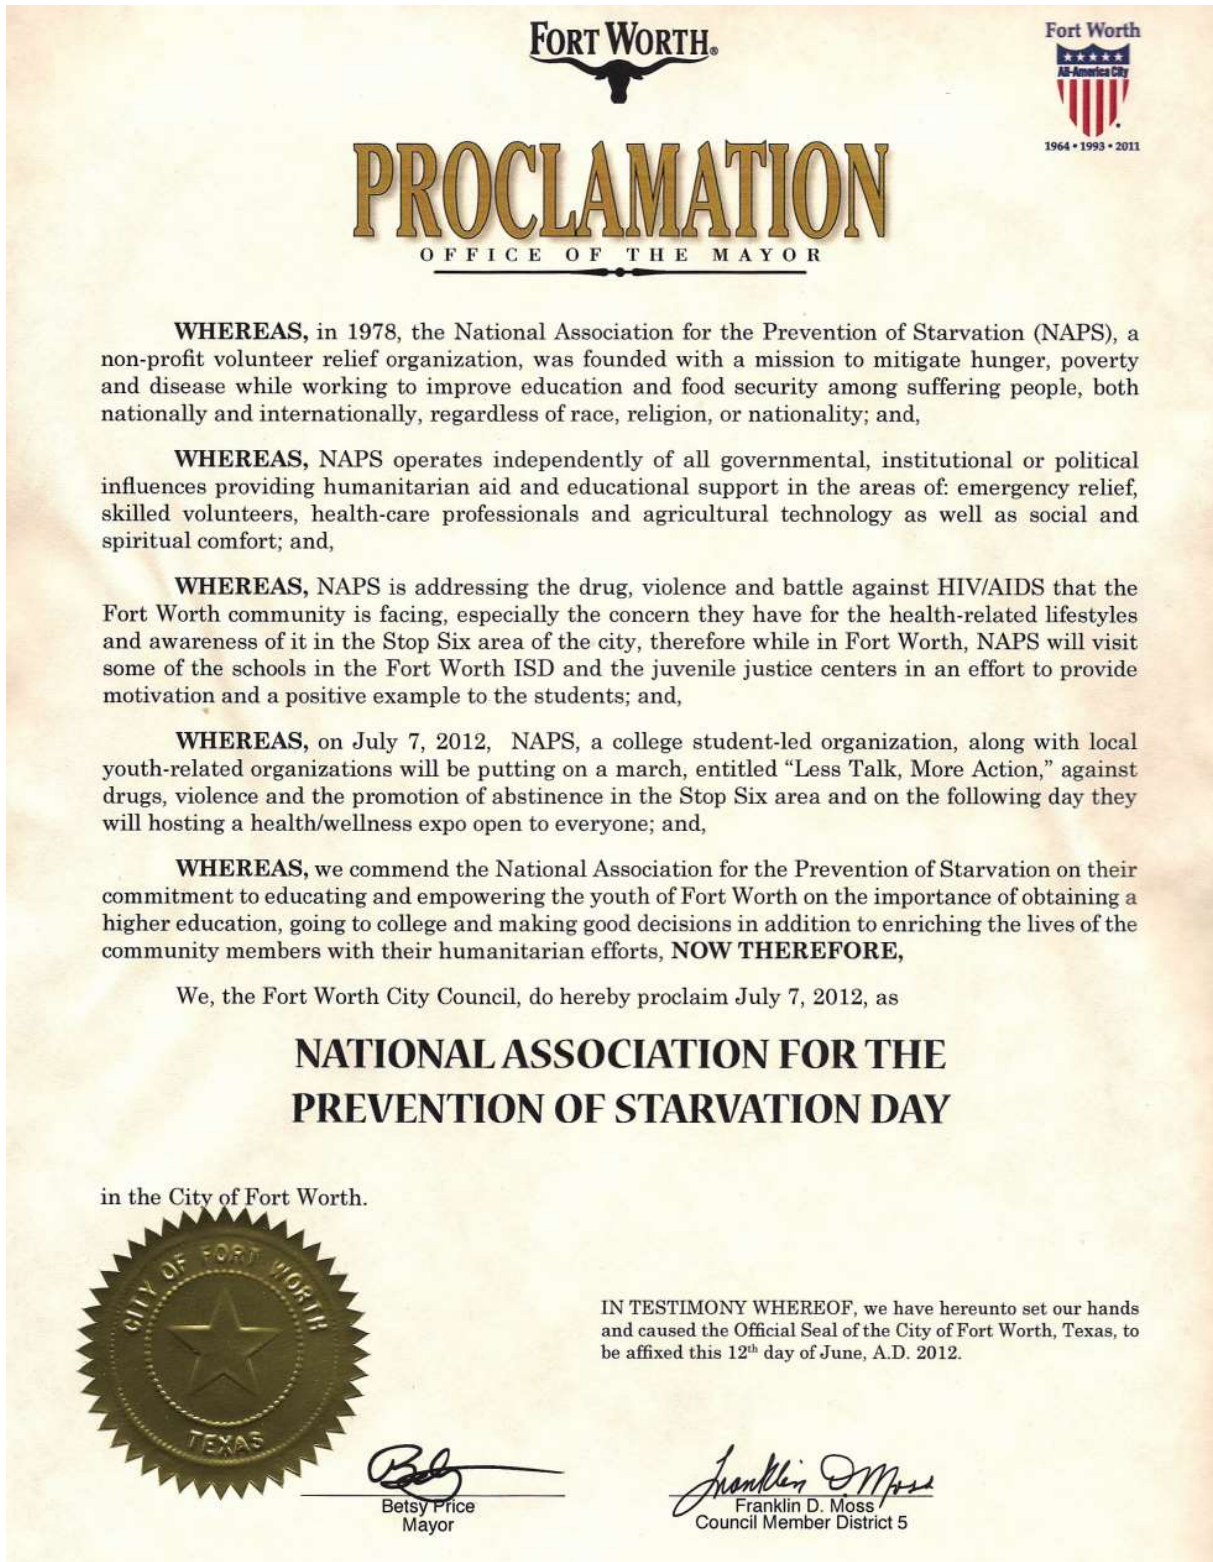 FORT WORTH®
Fort Worth
All-America City
1964 • 1993 • 2011
PROCLAMATION
OFFICE OF THE MAYOR
WHEREAS, in 1978, the National Association for the Prevention of Starvation (NAPS), a
non-profit volunteer relief organization, was founded with a mission to mitigate hunger, poverty
and disease while working to improve education and food security among suffering people, both
nationally and internationally, regardless of race, religion, or nationality; and,
WHEREAS, NAPS operates independently of all governmental, institutional or political
influences providing humanitarian aid and educational support in the areas of: emergency relief,
skilled volunteers, health-care professionals and agricultural technology as well as social and
spiritual comfort; and,
WHEREAS, NAPS is addressing the drug, violence and battle against HIV/AIDS that the
Fort Worth community is facing, especially the concern they have for the health-related lifestyles
and awareness of it in the Stop Six area of the city, therefore while in Fort Worth, NAPS will visit
some of the schools in the Fort Worth ISD and the juvenile justice centers in an effort to provide
motivation and a positive example to the students; and,
WHEREAS, on July 7, 2012, NAPS, a college student-led organization, along with local
youth-related organizations will be putting on a march, entitled “Less Talk, More Action,” against
drugs, violence and the promotion of abstinence in the Stop Six area and on the following day they
will hosting a health/wellness expo open to everyone; and,
WHEREAS, we commend the National Association for the Prevention of Starvation on their
commitment to educating and empowering the youth of Fort Worth on the importance of obtaining a
higher education, going to college and making good decisions in addition to enriching the lives of the
community members with their humanitarian efforts, NOW THEREFORE,
We, the Fort Worth City Council, do hereby proclaim July 7, 2012, as
NATIONAL ASSOCIATION FOR THE
PREVENTION OF STARVATION DAY
in the City of Fort Worth.
CITY OF FORT WORTH
TEXAS
IN TESTIMONY WHEREOF, we have hereunto set our hands
and caused the Official Seal of the City of Fort Worth, Texas, to
be affixed this 12th day of June, A.D. 2012.
Betsy Price
Mayor
Franklin D Moss
Franklin D. Moss
Council Member District 5